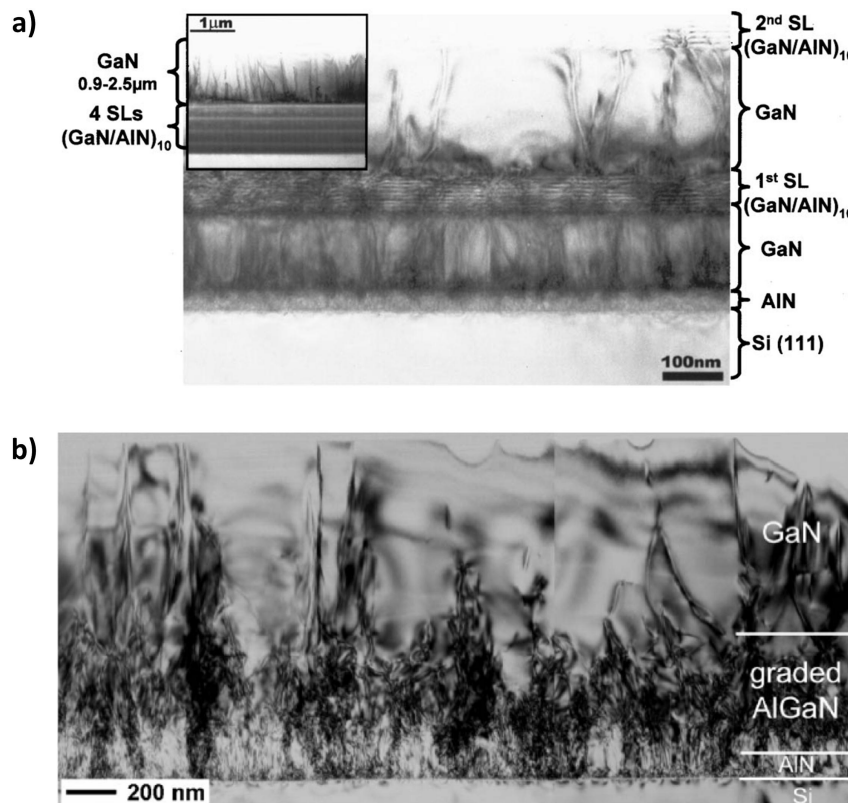 a)
1μm
GaN
0.9-2.5μm
4 SLs
(GaN/AlN)10
2nd SL
(GaN/AlN)10
GaN
1st SL
(GaN/AlN)10
GaN
AlN
Si (111)
100nm
b)
GaN
graded
AlGaN
AlN
Si
200 nm